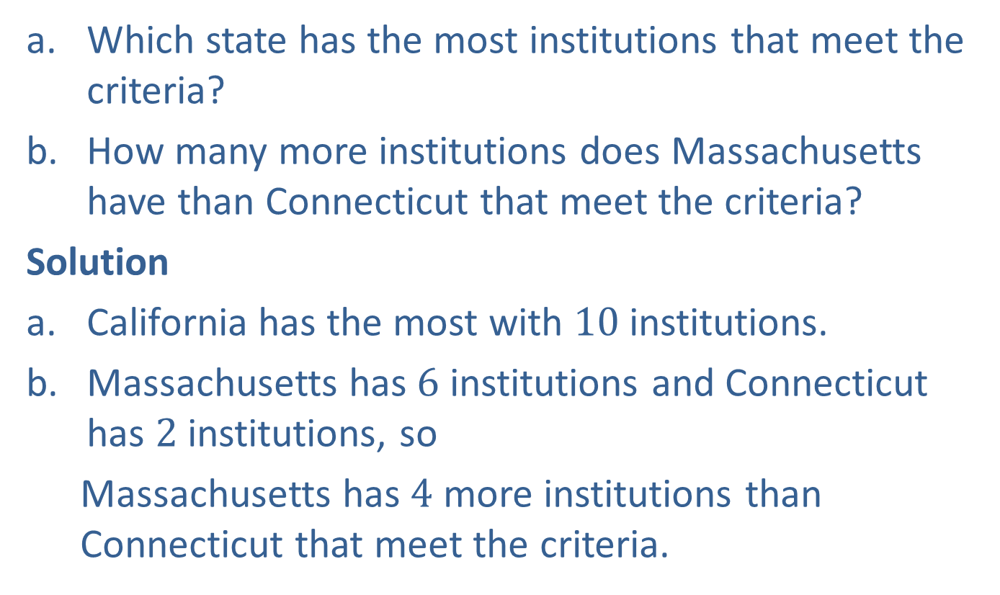 a. Which state has the most institutions that meet the
criteria?
b. How many more institutions does Massachusetts
have than Connecticut that meet the criteria?
Solution
a. California has the most with 10 institutions.
b. Massachusetts has 6 institutions and Connecticut
has 2 institutions, so
Massachusetts has 4 more institutions than
Connecticut that meet the criteria.